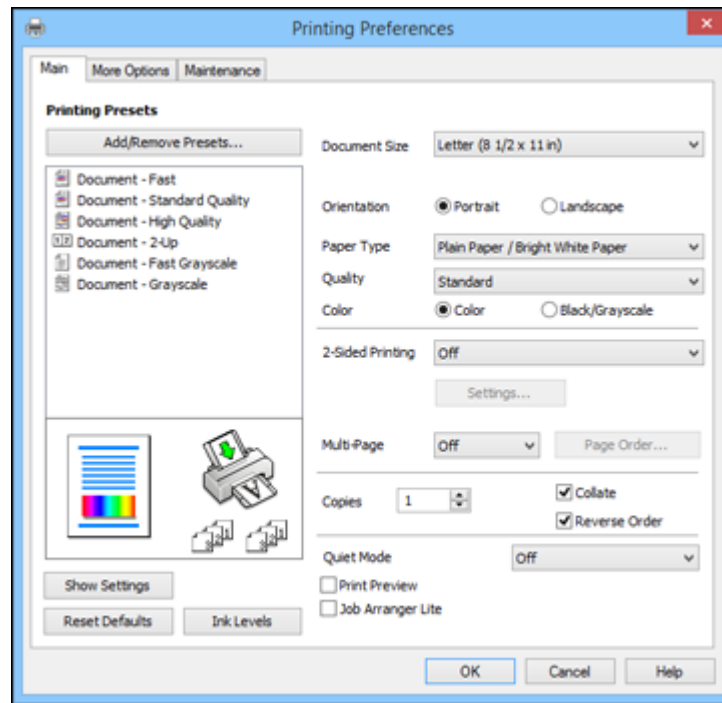 Printing Preferences
Main More Options Maintenance
Printing Presets
Add/Remove Presets...
Document - Fast
Document - Standard Quality
Document - High Quality
Document - 2-Up
Document - Fast Grayscale
Document - Grayscale
Show Settings
Reset Defaults Ink Levels
Document Size Letter (8 1/2 x 11 in)
Orientation Portrait Landscape
Paper Type Plain Paper / Bright White Paper
Quality Standard
Color Color Black/Grayscale
2-Sided Printing Off
Settings...
Multi-Page Off Page Order...
Copies 1 Collate
Reverse Order
Quiet Mode Off
Print Preview
Job Arranger Lite
OK Cancel Help